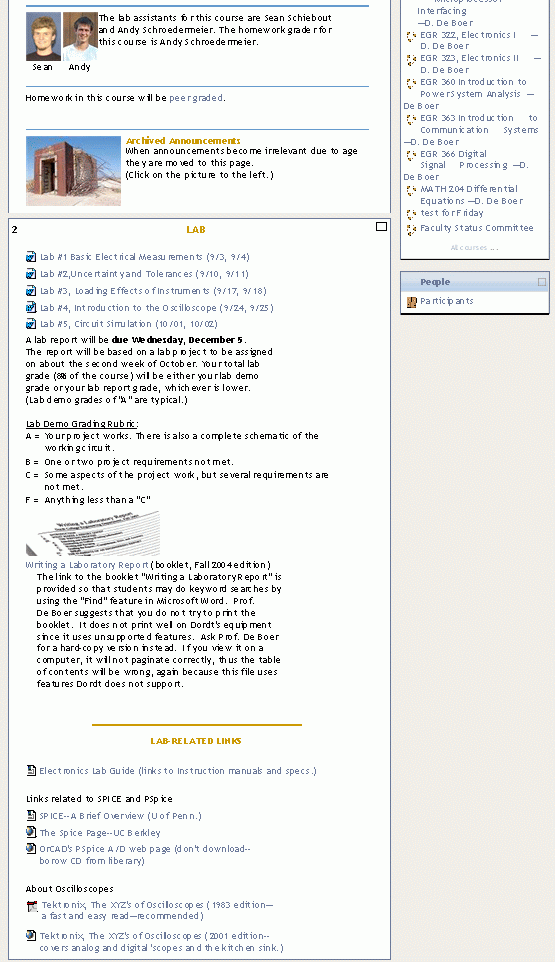 The lab assistants for this course are Sean Schiebout
and Andy Schroedermeier. The homework grader for
this course is Andy Schroedermeier.
Sean Andy
Homework in this course will be peer graded.
Archived Announcements
When announcements become irrelevant due to age
they are moved to this page.
(Click on the picture to the left.)
2 LAB
Lab #1 Basic Electrical Measurements (9/3, 9/4)
Lab #2,Uncertainty and Tolerances (9/10, 9/11)
Lab #3, Loading Effects of Instruments (9/17, 9/18)
Lab #4, Introduction to the Oscilloscope (9/24, 9/25)
Lab #5, Circuit Simulation (10/01, 10/02)
A lab report will be due Wednesday, December 5.
The report will be based on a lab project to be assigned
on about the second week of October. Your total lab
grade (8% of the course) will be either your lab demo
grade or your lab report grade, whichever is lower.
(Lab demo grades of "A" are typical.)
Lab Demo Grading Rubric:
A = Your project works. There is also a complete schematic of the
working circuit.
B = One or two project requirements not met.
C = Some aspects of the project work, but several requirements are
not met.
F = Anything less than a "C"
Writing a Laboratory Report
Writing a Laboratory Report (booklet, Fall 2004 edition)
The link to the booklet "Writing a Laboratory Report" is
provided so that students may do keyword searches by
using the "Find" feature in Microsoft Word. Prof.
De Boer suggests that you do not try to print the
booklet. It does not print well on Dordt's equipment
since it uses unsupported features. Ask Prof. De Boer
for a hard-copy version instead. If you view it on a
computer, it will not paginate correctly, thus the table
of contents will be wrong, again because this file uses
features Dordt does not support.
LAB-RELATED LINKS
Electronics Lab Guide (links to Instruction manuals and specs.)
Links related to SPICE and PSpice
SPICE--A Brief Overview (U of Penn.)
The Spice Page--UC Berkley
OrCAD's PSpice A/D web page (don't download--
borow CD from liberary)
About Oscilloscopes
Tektronix, The XYZ's of Oscilloscopes (1983 edition—
a fast and easy read—recommended)
Tektronix, The XYZ's of Oscilloscopes (2001 edition--
covers analog and digital 'scopes and the kitchen sink.)
Microprocessor
Interfacing
—D. De Boer
EGR 322, Electronics I —
D. De Boer
EGR 323, Electronics II —
D. De Boer
EGR 360 Introduction to
Power System Analysis —D.
De Boer
EGR 363 Introduction to
Communication Systems
—D. De Boer
EGR 366 Digital
Signal Processing —D.
De Boer
MATH 204 Differential
Equations —D. De Boer
test for Friday
Faculty Status Committee
All courses ...
People
Participants